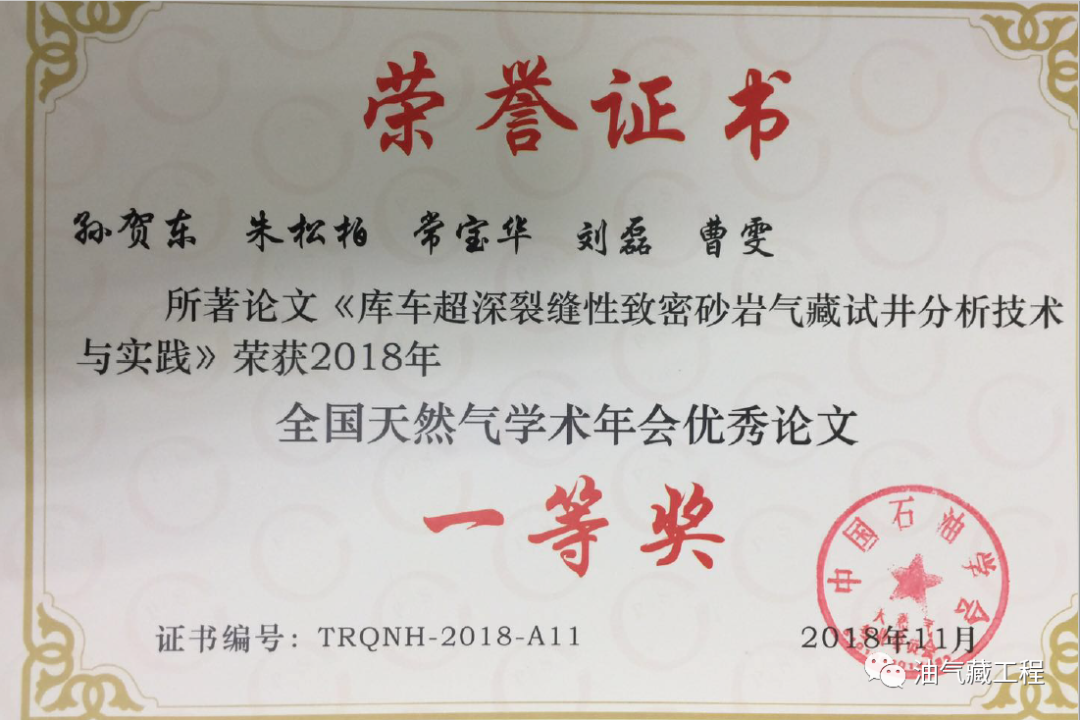 荣誉证书
孙贺东 朱松柏 常宝华 刘磊 曹雯
所著论文《库车超深裂缝性致密砂岩气藏试井分析技术
与实践》荣获2018年
全国天然气学术年会优秀论文
一等奖
中国石油学会
证书编号：TRQNH-2018-A11
2018年11月
油气藏工程